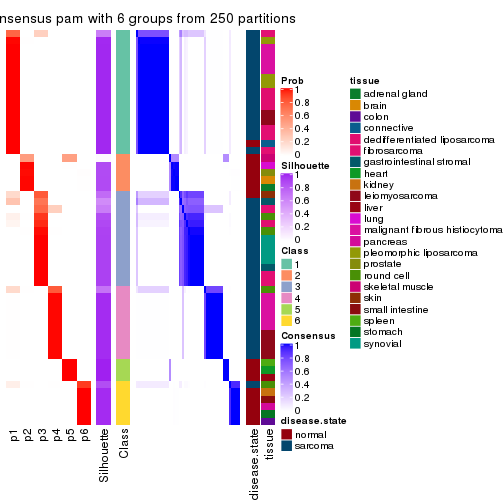 nsensus pam with 6 groups from 250 partitions
p1
p2
p3
p4
p5
p6
Silhouette
Class
disease.state
tissue
Prob
1
0.8
0.6
0.4
0.2
0
Silhouette
1
0.8
0.6
0.4
0.2
0
Class
1
2
3
4
5
6
Consensus
1
0.8
0.6
0.4
0.2
0
disease.state
normal
sarcoma
tissue
adrenal gland
brain
colon
connective
dedifferentiated liposarcoma
fibrosarcoma
gastrointestinal stromal
heart
kidney
leiomyosarcoma
liver
lung
malignant fibrous histiocytoma
pancreas
pleomorphic liposarcoma
prostate
round cell
skeletal muscle
skin
small intestine
spleen
stomach
synovial